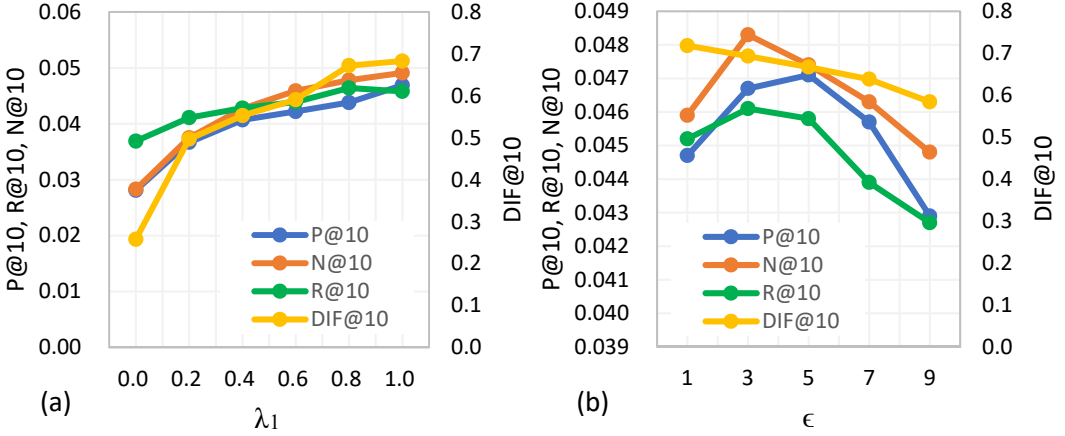 0.06
0.05
0.04
0.03
0.02
0.01
0.00
P@10, R@10, N@10
0.8
0.7
0.6
0.5
0.4
0.3
0.2
0.1
0.0
DIF@10
P@10
N@10
R@10
DIF@10
0.0 0.2 0.4 0.6 0.8 1.0
(a)
λ1
0.049
0.048
0.047
0.046
0.045
0.044
0.043
0.042
0.041
0.040
0.039
P@10, R@10, N@10
0.8
0.7
0.6
0.5
0.4
0.3
0.2
0.1
0.0
DIF@10
P@10
N@10
R@10
DIF@10
1 3 5 7 9
(b)
ϵ